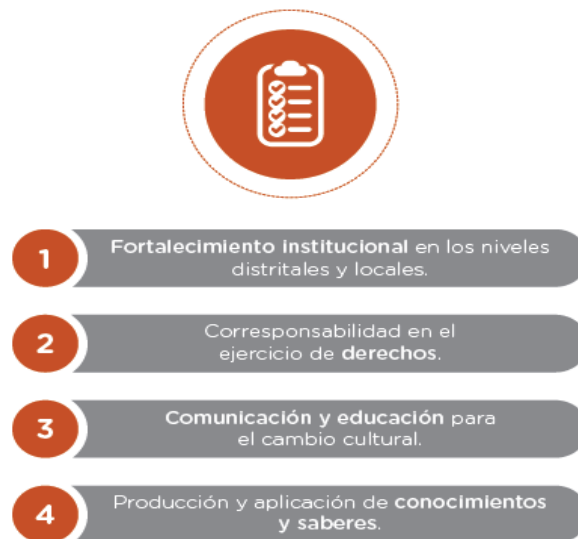 1
Fortalecimiento institucional en los niveles
distritales y locales.
2
Corresponsabilidad en el
ejercicio de derechos.
3
Comunicación y educación para
el cambio cultural.
4
Producción y aplicación de conocimientos
y saberes.